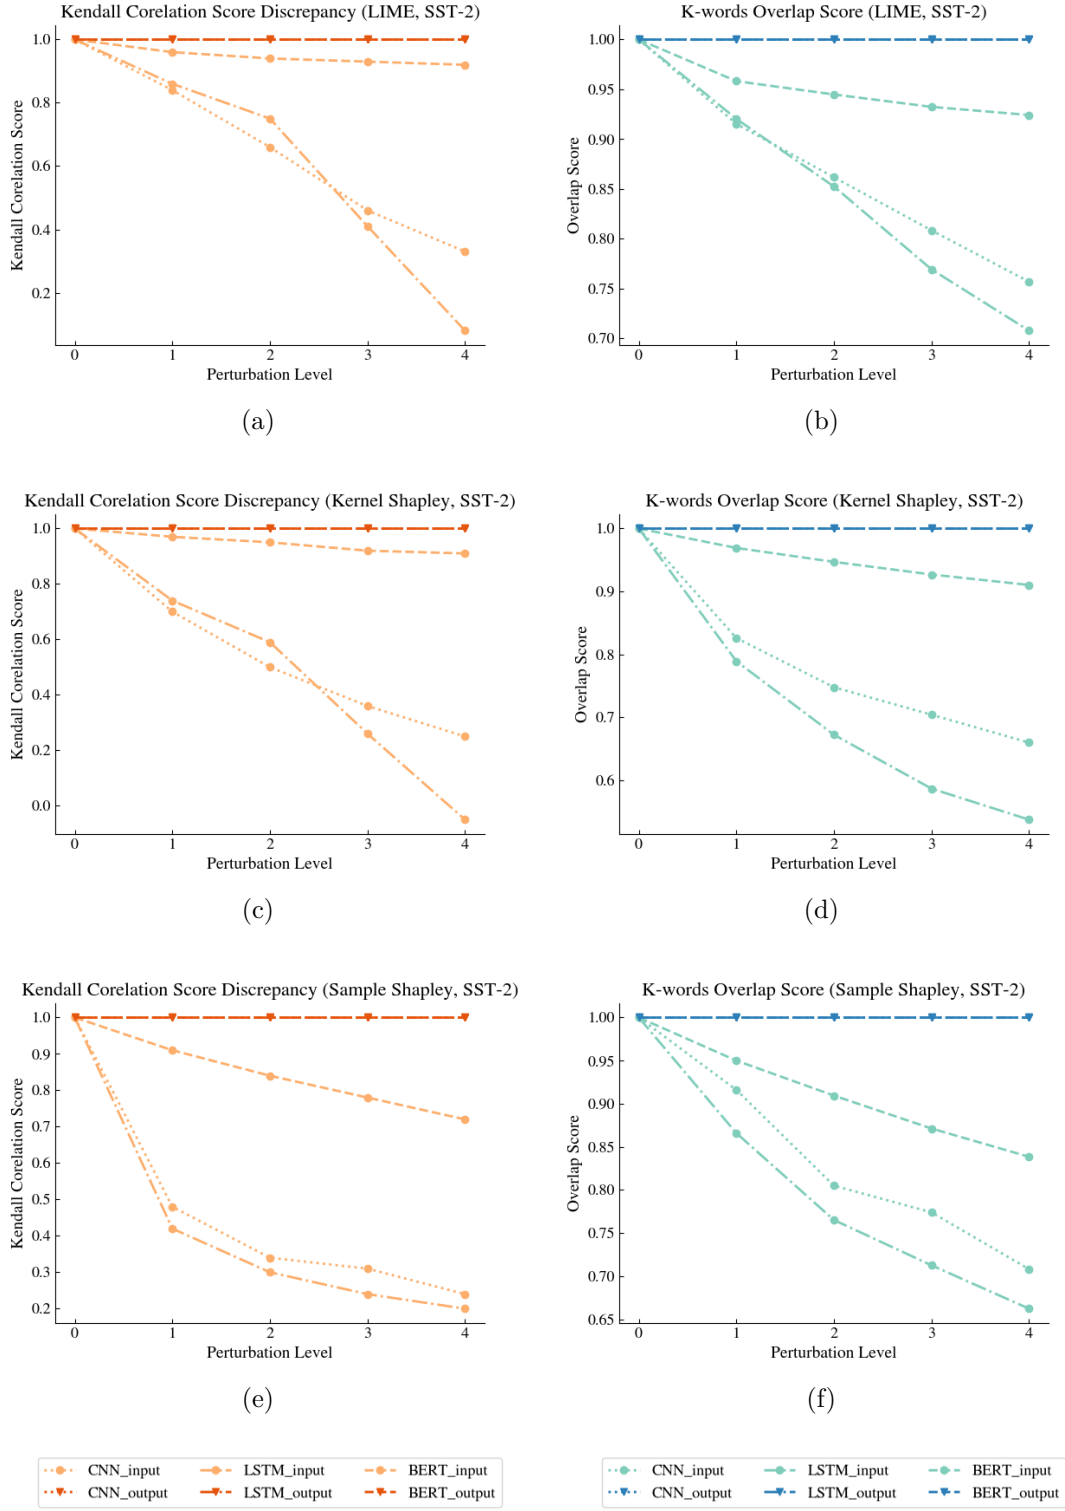 Kendall Corelation Score Discrepancy (LIME, SST-2)
Kendall Corelation Score
1.0
0.8
0.6
0.4
0.2
0 1 2 3 4
Perturbation Level
(a)
K-words Overlap Score (LIME, SST-2)
Overlap Score
1.00
0.95
0.90
0.85
0.80
0.75
0.70
0 1 2 3 4
Perturbation Level
(b)
Kendall Corelation Score Discrepancy (Kernel Shapley, SST-2)
Kendall Corelation Score
1.0
0.8
0.6
0.4
0.2
0.0
0 1 2 3 4
Perturbation Level
(c)
K-words Overlap Score (Kernel Shapley, SST-2)
Overlap Score
1.0
0.9
0.8
0.7
0.6
0 1 2 3 4
Perturbation Level
(d)
Kendall Corelation Score Discrepancy (Sample Shapley, SST-2)
Kendall Corelation Score
1.0
0.9
0.8
0.7
0.6
0.5
0.4
0.3
0.2
0 1 2 3 4
Perturbation Level
(e)
K-words Overlap Score (Sample Shapley, SST-2)
Overlap Score
1.00
0.95
0.90
0.85
0.80
0.75
0.70
0.65
0 1 2 3 4
Perturbation Level
(f)
CNN_input LSTM_input BERT_input
CNN_output LSTM_output BERT_output
CNN_input LSTM_input BERT_input
CNN_output LSTM_output BERT_output